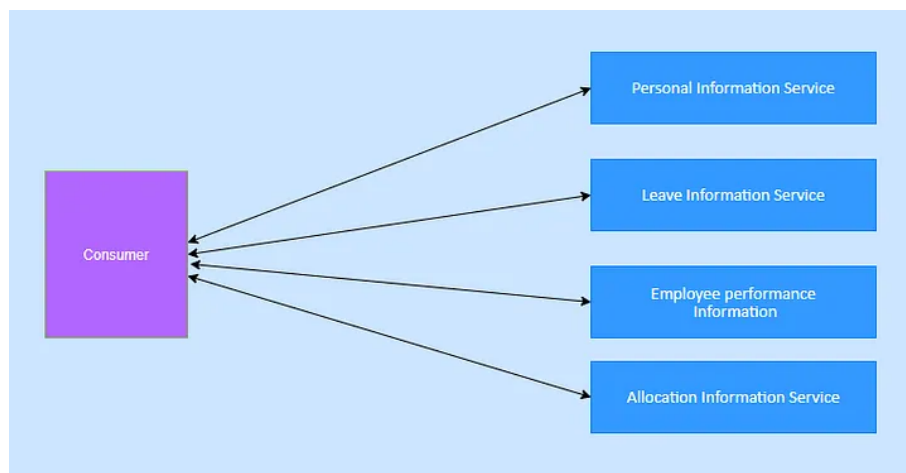 Personal Information Service
Leave Information Service
Consumer
Employee performance
Information
Allocation Information Service